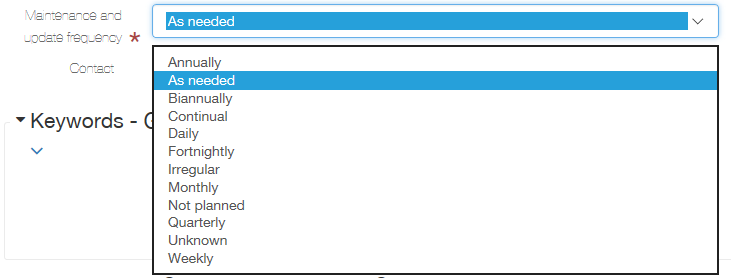 Maintenance and
update frequency *
As needed
Contact
Annually
As needed
Biannually
Continual
Daily
Fortnightly
Irregular
Monthly
Not planned
Quarterly
Unknown
Weekly
Keywords -